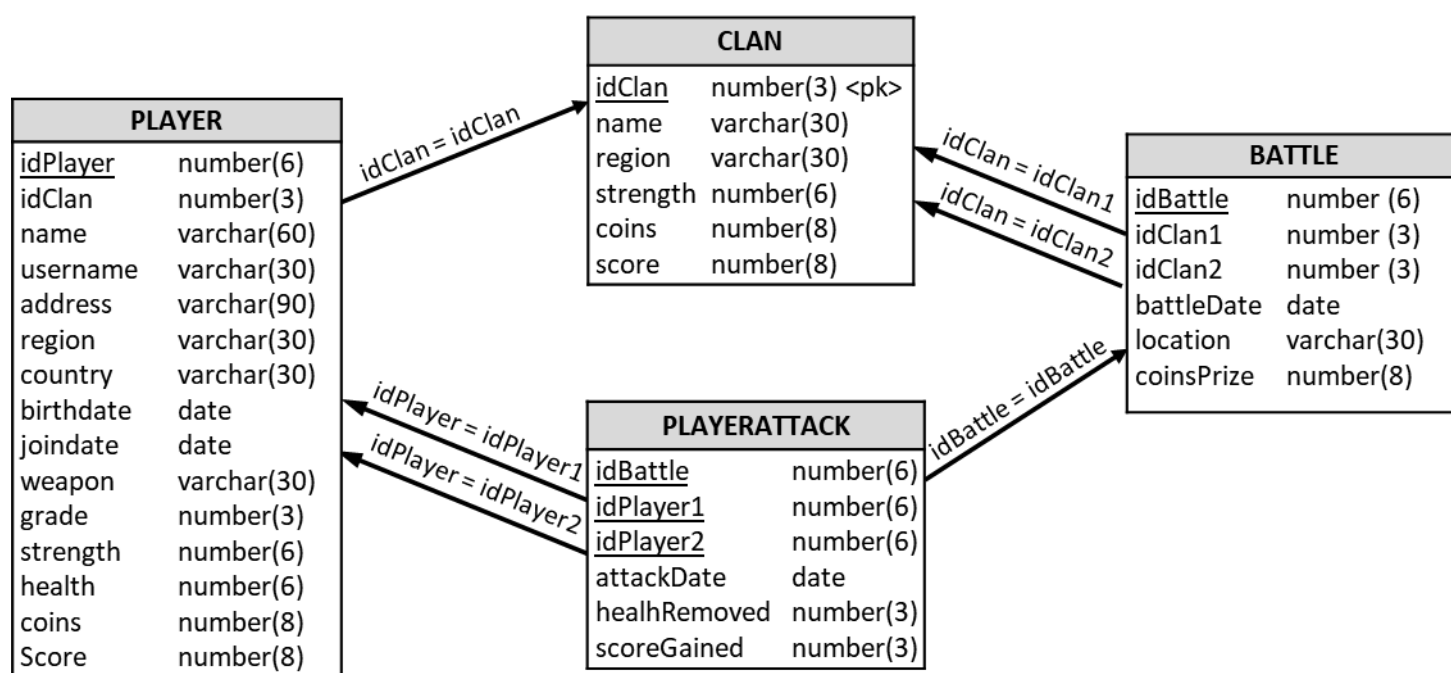 CLAN
idClan number(3) <pk>
name varchar(30)
region varchar(30)
strength number(6)
coins number(8)
score number(8)
PLAYER
idPlayer number(6)
idClan number(3)
name varchar(60)
username varchar(30)
address varchar(90)
region varchar(30)
country varchar(30)
birthdate date
joindate date
weapon varchar(30)
grade number(3)
strength number(6)
health number(6)
coins number(8)
Score number(8)
idClan = idClan
idClan = idClan1
idClan = idClan2
BATTLE
idBattle number (6)
idClan1 number (3)
idClan2 number (3)
battleDate date
location varchar(30)
coinsPrize number(8)
idPlayer = idPlayer1
idPlayer = idPlayer2
idBattle = idBattle
PLAYERATTACK
idBattle number(6)
idPlayer1 number(6)
idPlayer2 number(6)
attackDate date
healhRemoved number(3)
scoreGained number(3)